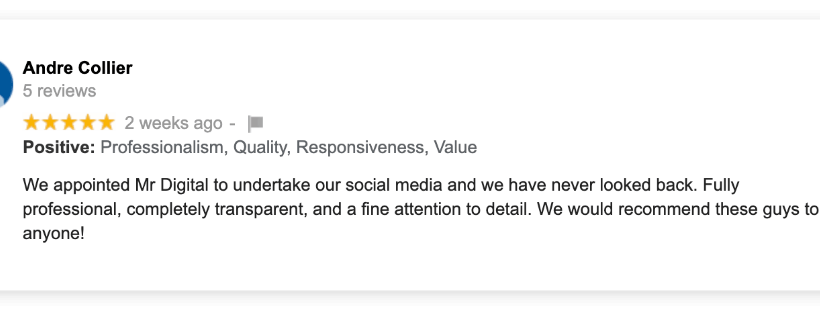 Andre Collier
5 reviews
2 weeks ago -
Positive: Professionalism, Quality, Responsiveness, Value
We appointed Mr Digital to undertake our social media and we have never looked back. Fully
professional, completely transparent, and a fine attention to detail. We would recommend these guys to
anyone!